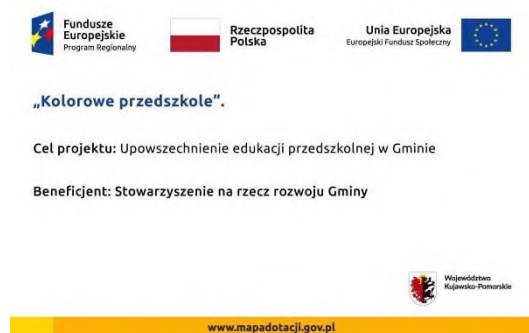 Fundusze
Europejskie
Program Regionalny
Rzeczpospolita
Polska
Unia Europejska
Europejski Fundusz Społeczny
„Kolorowe przedszkole”.
Cel projektu: Upowszechnienie edukacji przedszkolnej w Gminie
Beneficjent: Stowarzyszenie na rzecz rozwoju Gminy
Województwo
Kujawsko-Pomorskie
www.mapadotacji.gov.pl